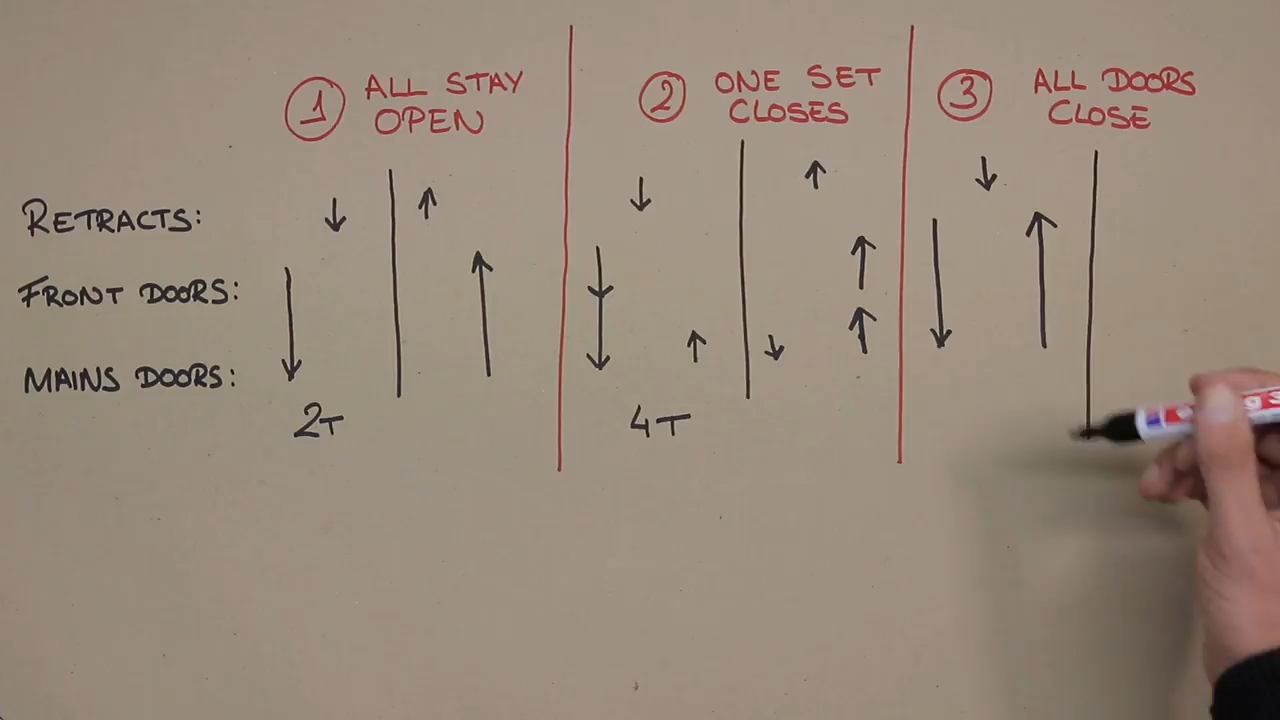 1 ALL STAY
OPEN
2 ONE SET
CLOSES
3 ALL DOORS
CLOSE
RETRACTS:
FRONT DOORS:
MAINS DOORS:
2T
4T